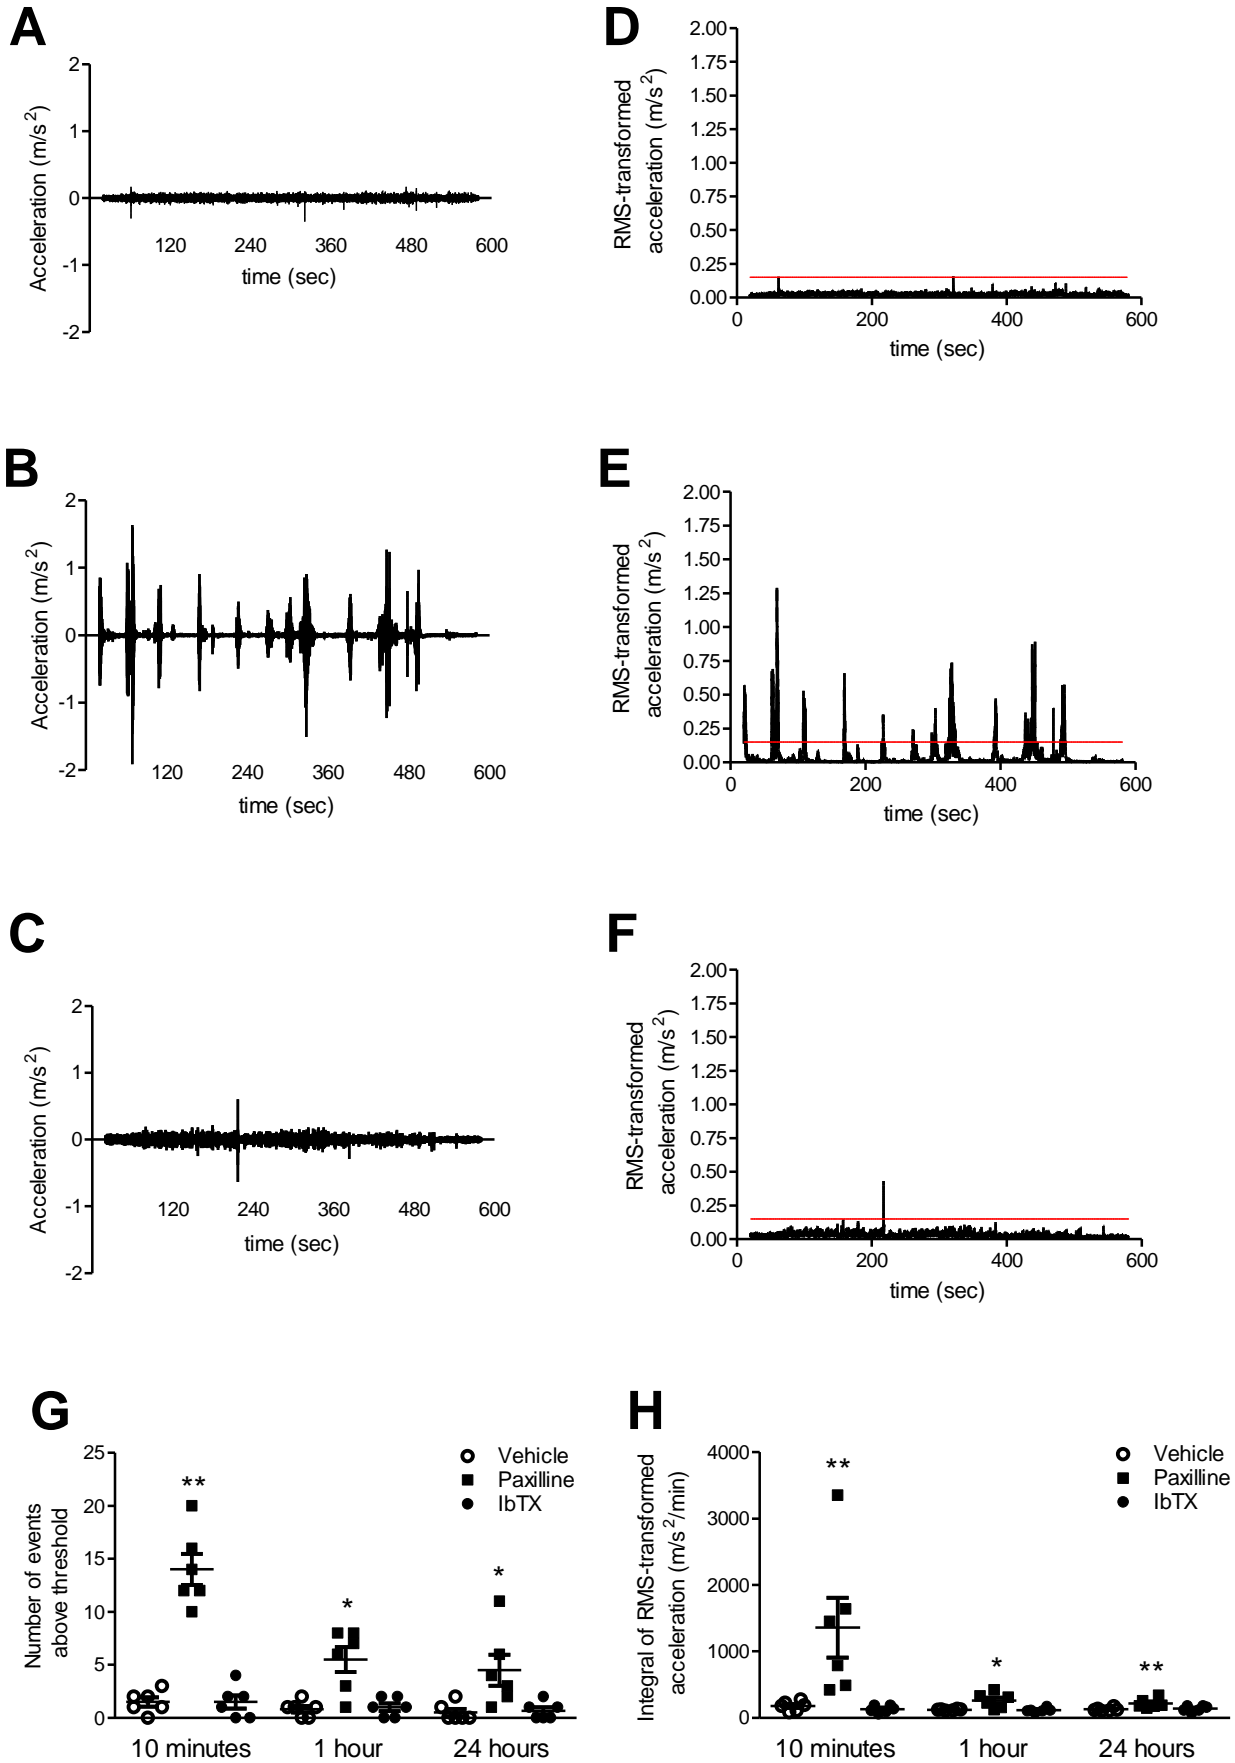 A
2
1
0
-1
-2
Acceleration (m/s2)
120 240 360 480 600
time (sec)
D
2.00
1.75
1.50
1.25
1.00
0.75
0.50
0.25
0.00
RMS-transformed
acceleration (m/s2)
0 200 400 600
time (sec)
B
2
1
0
-1
-2
Acceleration (m/s2)
120 240 360 480 600
time (sec)
E
2.00
1.75
1.50
1.25
1.00
0.75
0.50
0.25
0.00
RMS-transformed
acceleration (m/s2)
0 200 400 600
time (sec)
C
2
1
0
-1
-2
Acceleration (m/s2)
120 240 360 480 600
time (sec)
F
2.00
1.75
1.50
1.25
1.00
0.75
0.50
0.25
0.00
RMS-transformed
acceleration (m/s2)
0 200 400 600
time (sec)
G
25
20
15
10
5
0
Number of events
above threshold
**
*
*
Vehicle
Paxilline
IbTX
10 minutes 1 hour 24 hours
H
4000
3000
2000
1000
0
Integral of RMS-transformed
acceleration (m/s2/min)
**
*
**
Vehicle
Paxilline
IbTX
10 minutes 1 hour 24 hours